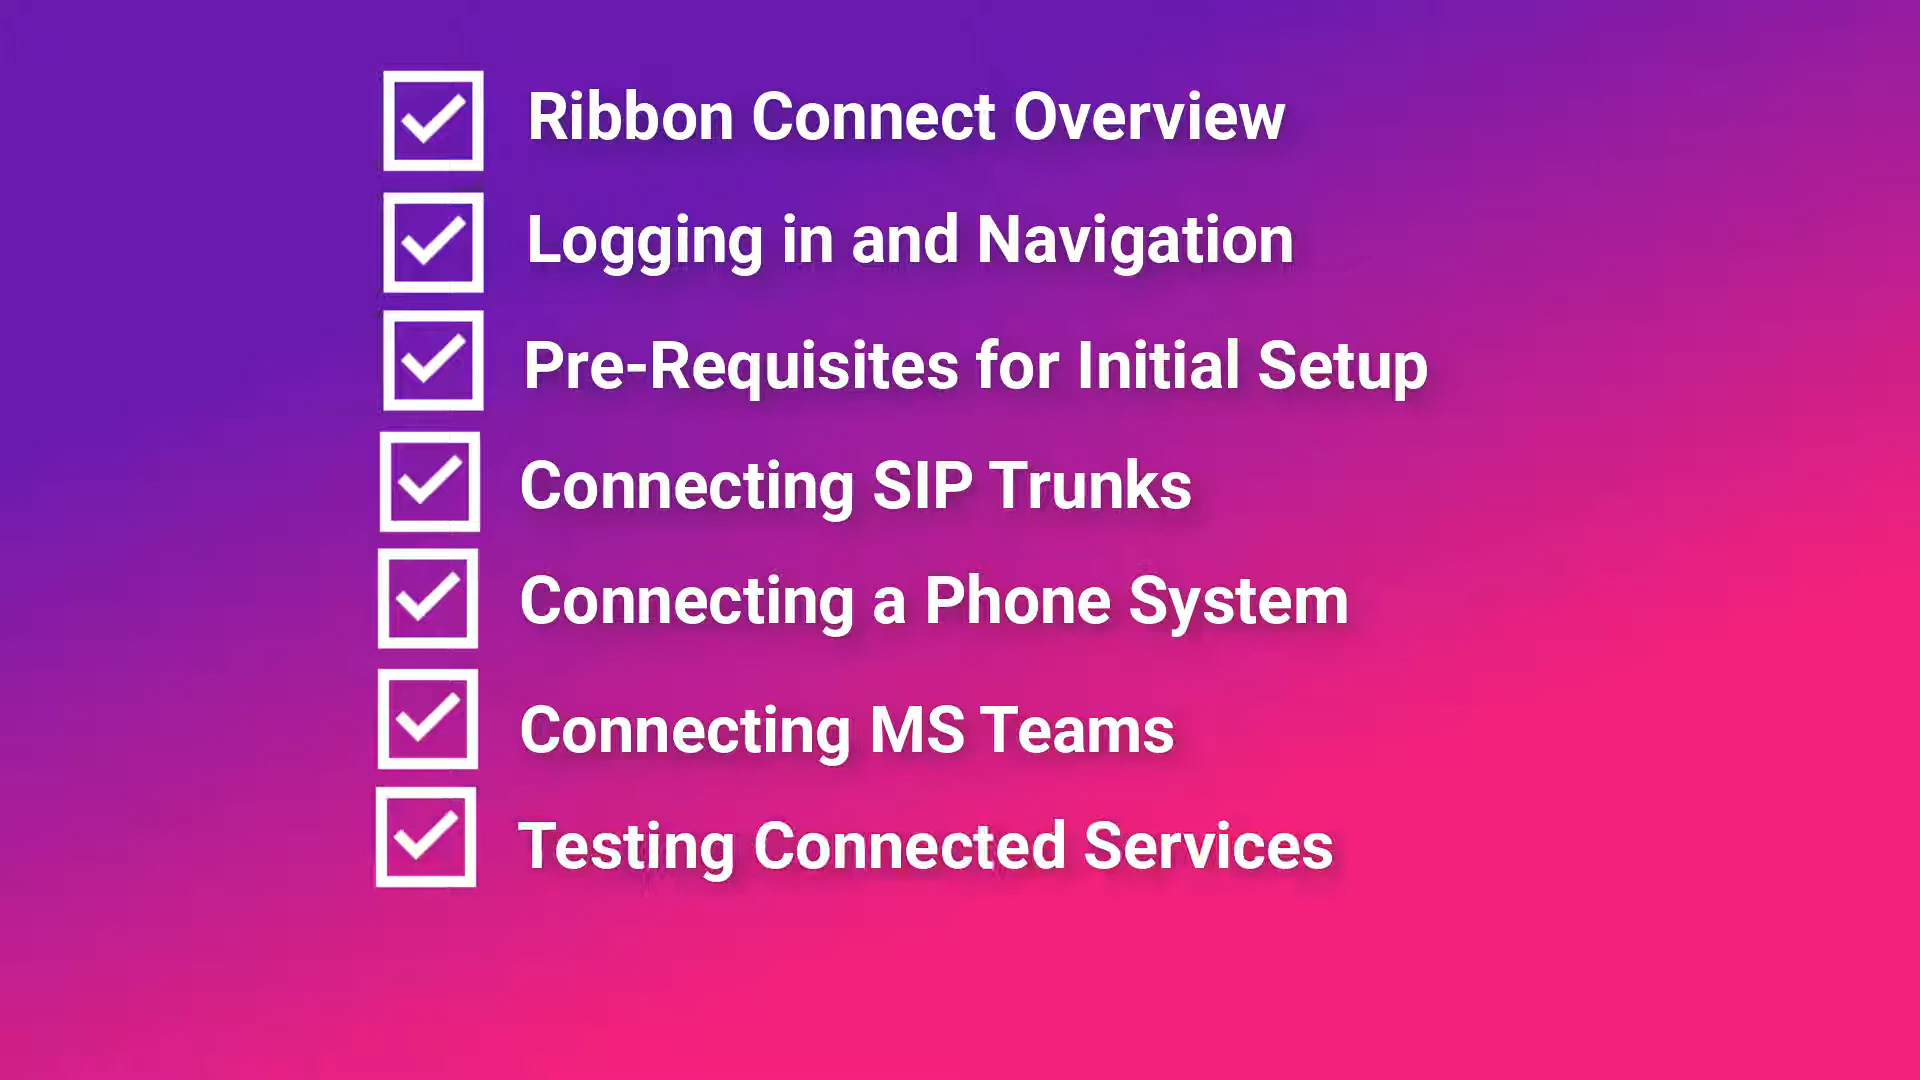 Ribbon Connect Overview
Logging in and Navigation
Pre-Requisites for Initial Setup
Connecting SIP Trunks
Connecting a Phone System
Connecting MS Teams
Testing Connected Services